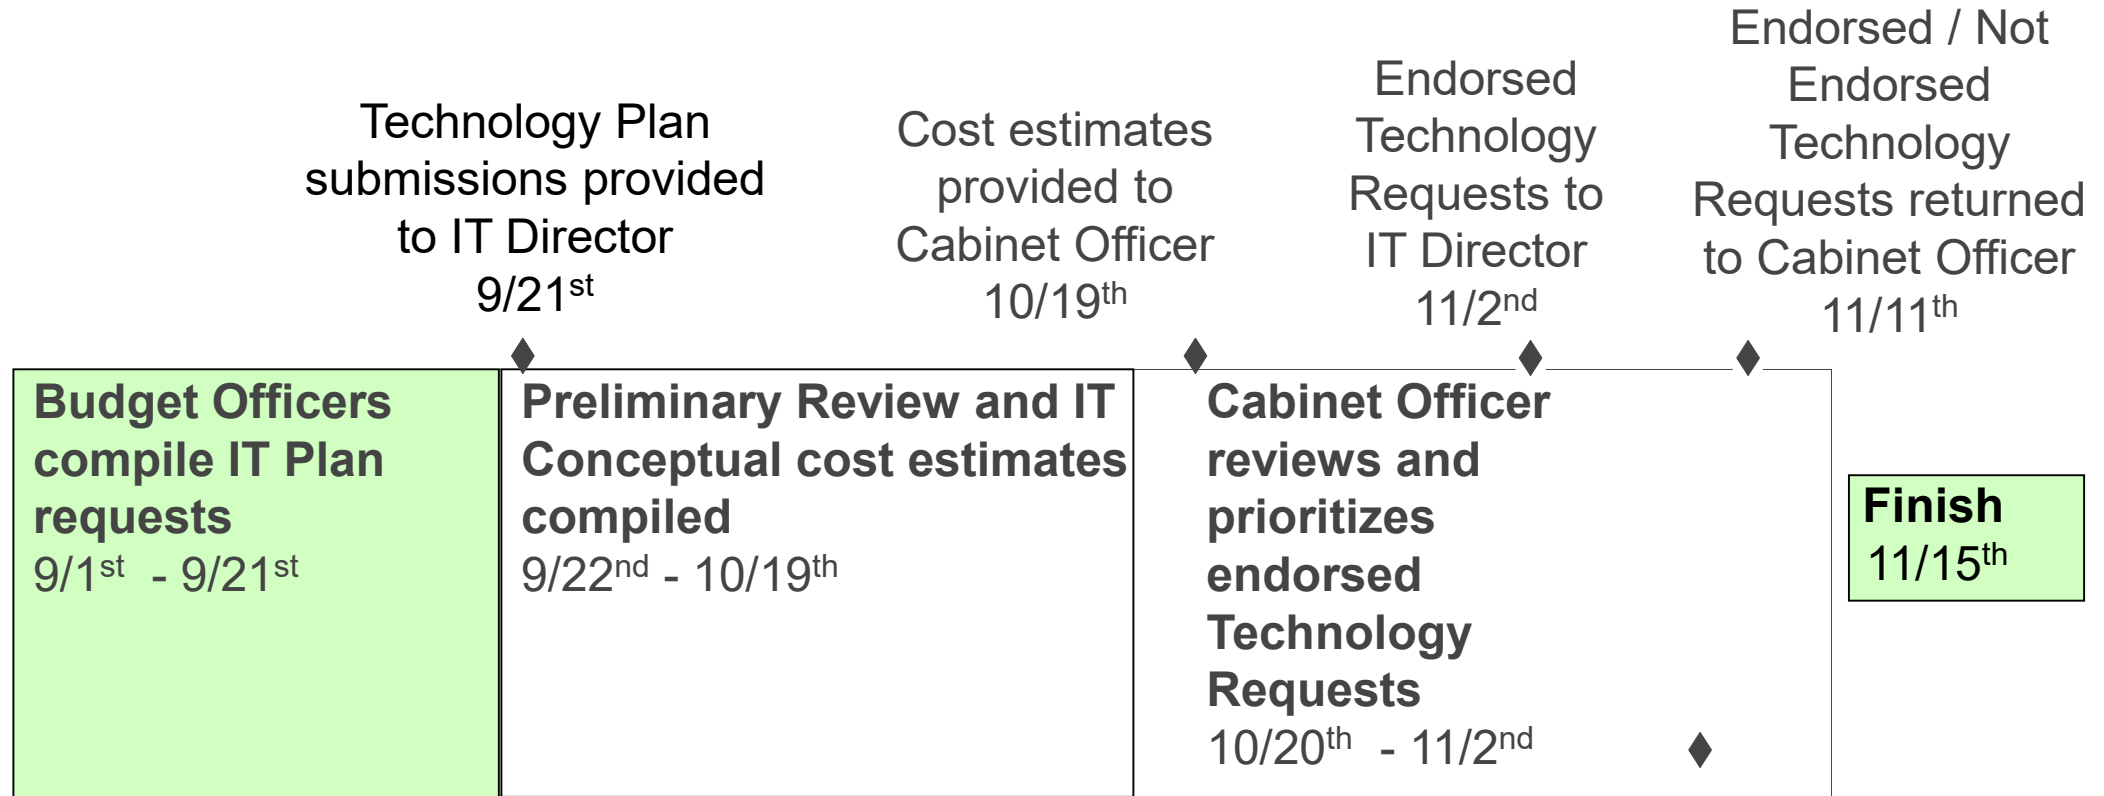 Technology Plan
submissions provided
to IT Director
9/21st
Cost estimates
provided to
Cabinet Officer
10/19th
Endorsed
Technology
Requests to
IT Director
11/2nd
Endorsed / Not
Endorsed
Technology
Requests returned
to Cabinet Officer
11/11th
Budget Officers
compile IT Plan
requests
9/1st - 9/21st
Preliminary Review and IT
Conceptual cost estimates
compiled
9/22nd - 10/19th
Cabinet Officer
reviews and
prioritizes
endorsed
Technology
Requests
10/20th - 11/2nd
Finish
11/15th